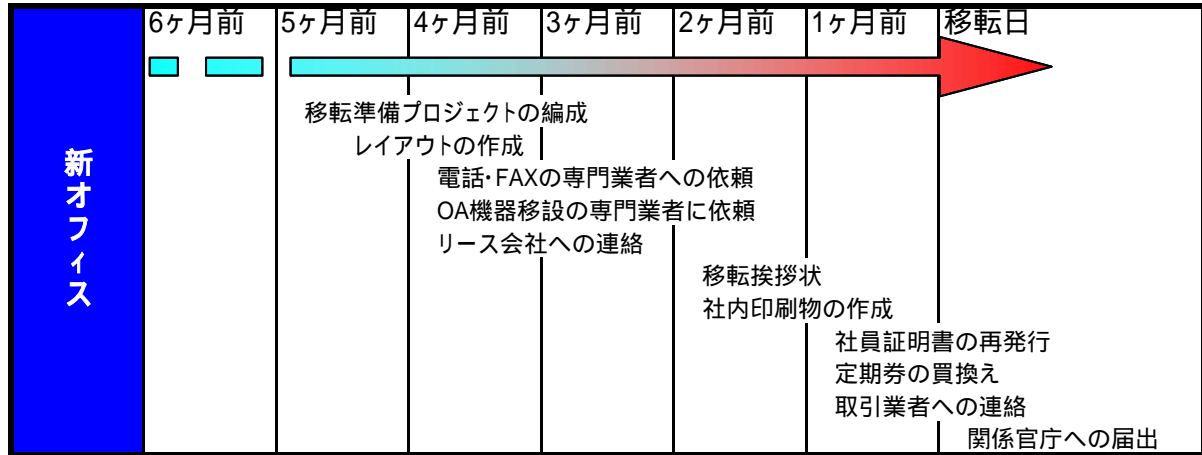 6ヶ月前 5ヶ月前 4ヶ月前 3ヶ月前 2ヶ月前 1ヶ月前 移転日
新オフィス
移転準備プロジェクトの編成
レイアウトの作成
電話・FAXの専門業者への依頼
OA機器移設の専門業者に依頼
リース会社への連絡
移転挨拶状
社内印刷物の作成
社員証明書の再発行
定期券の買換え
取引業者への連絡
関係官庁への届出